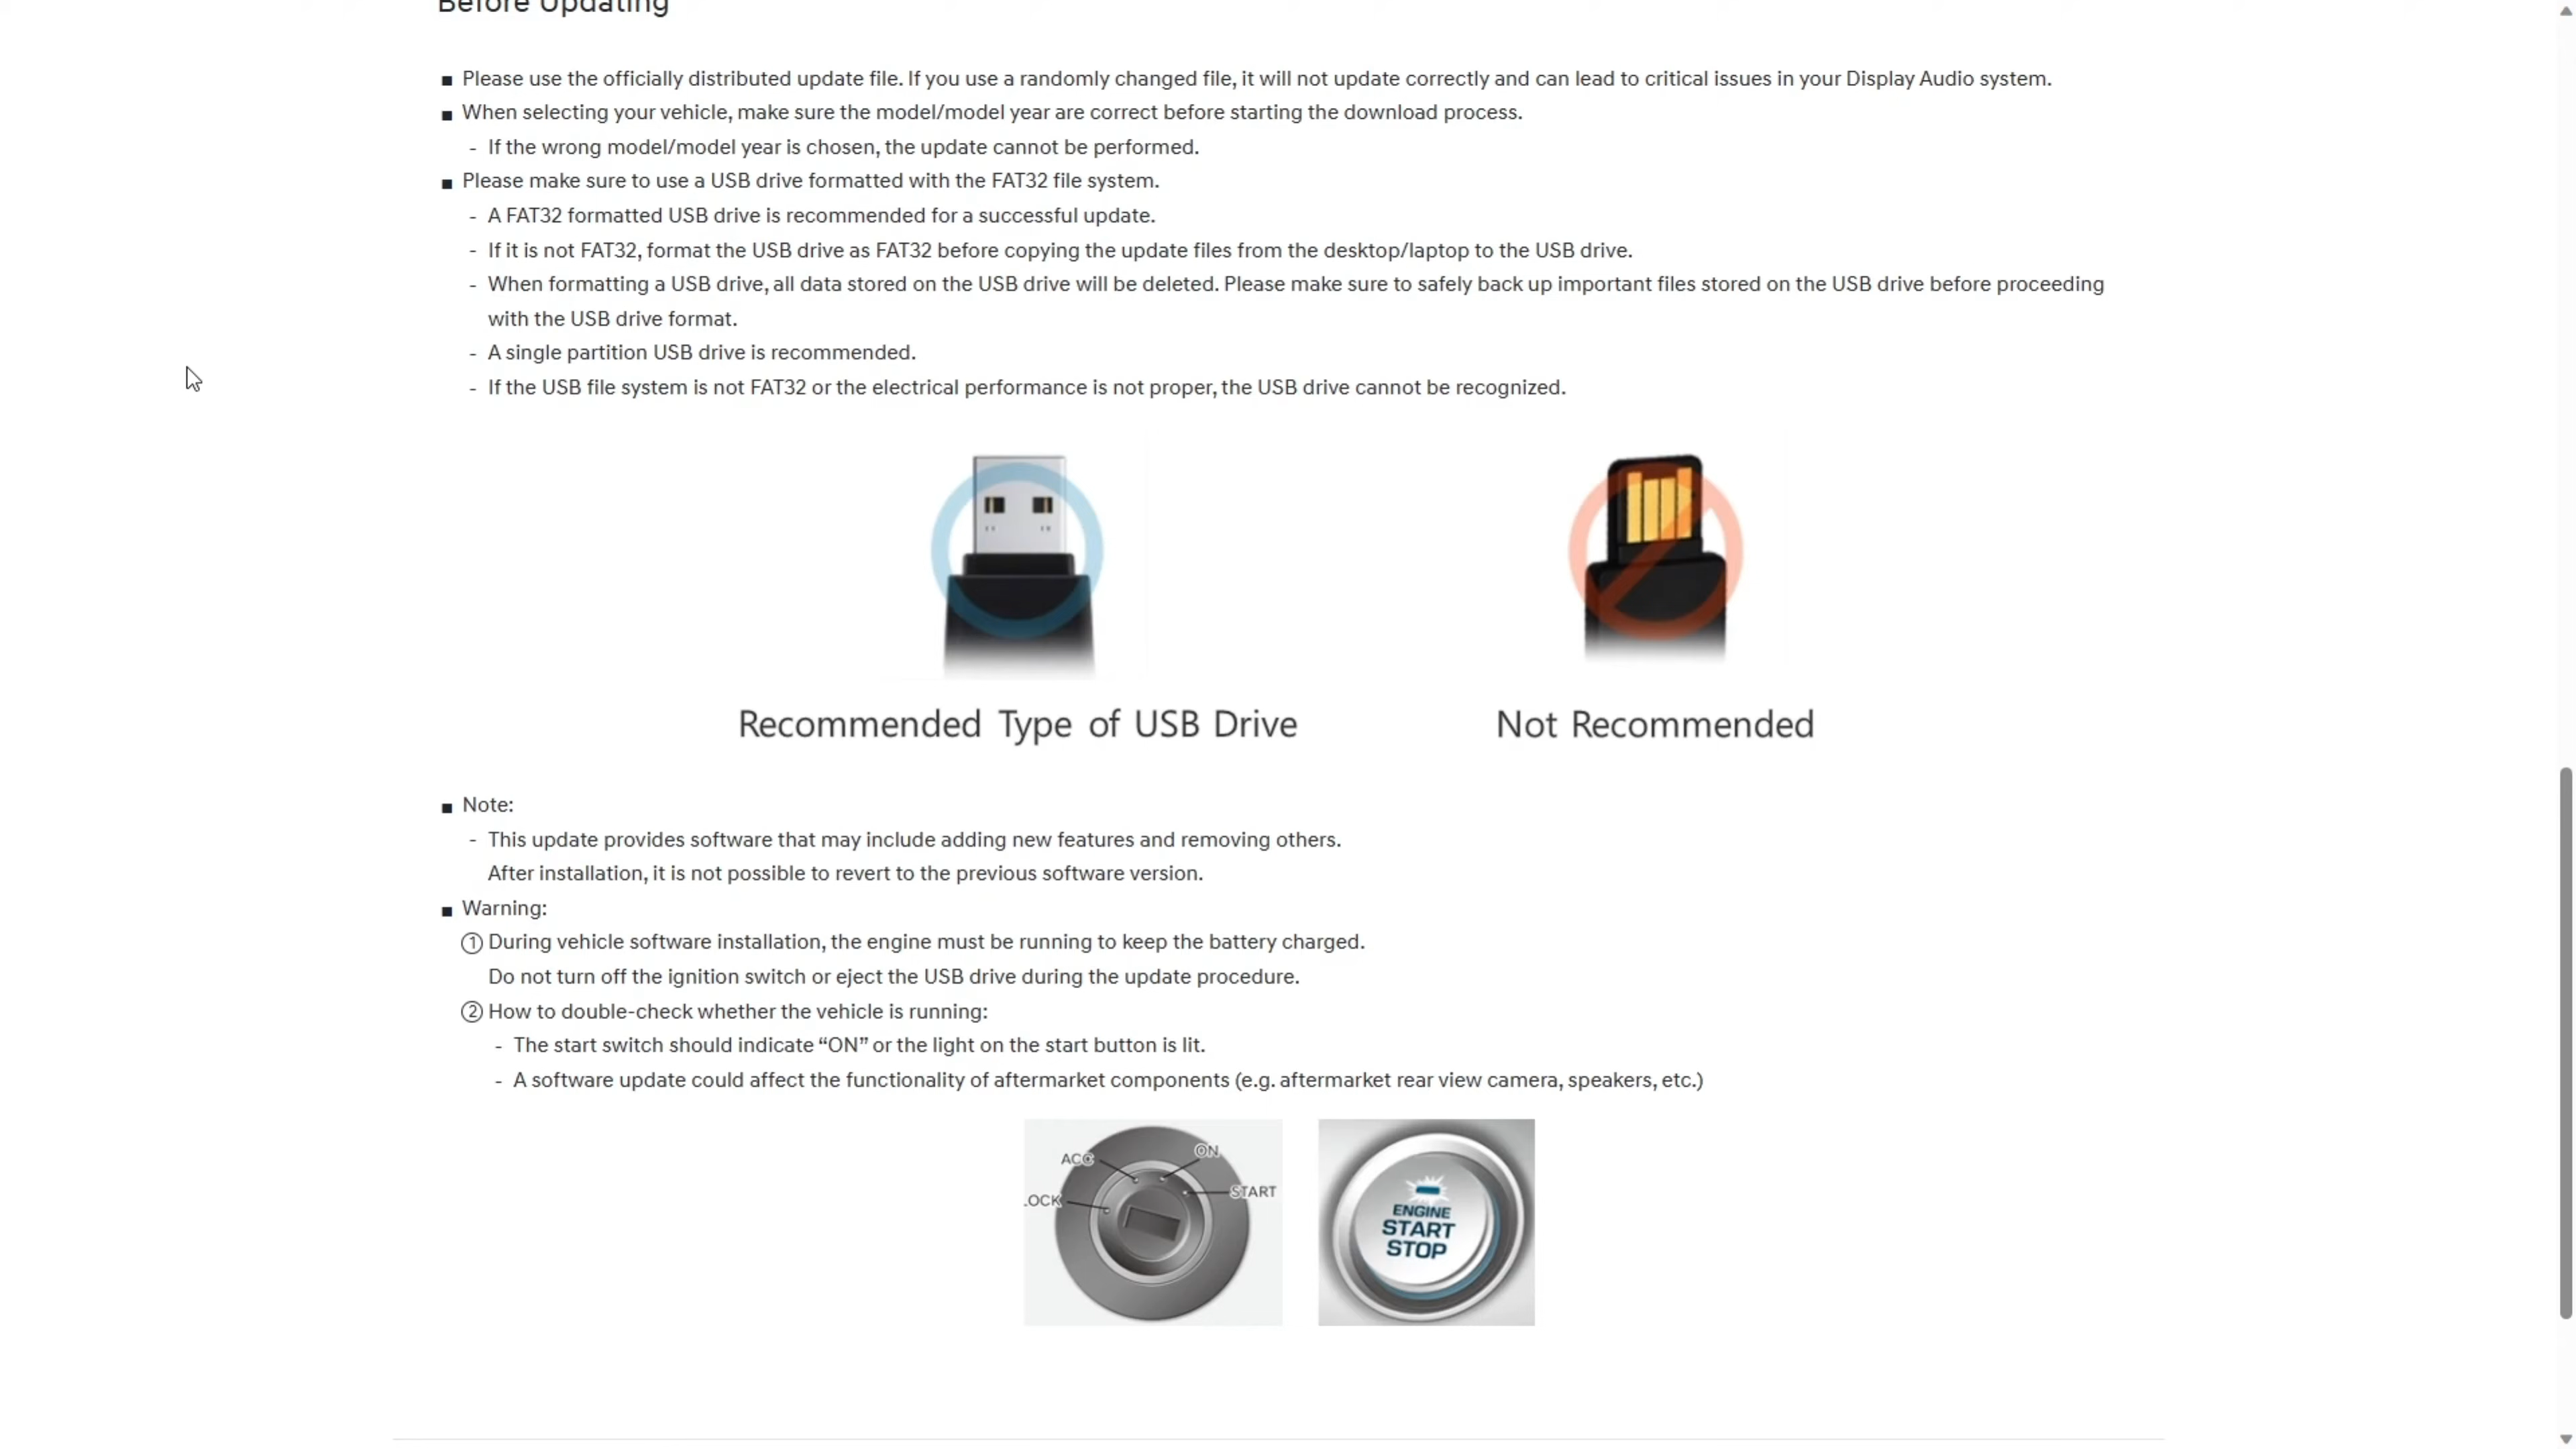 Before Updating
■ Please use the officially distributed update file. If you use a randomly changed file, it will not update correctly and can lead to critical issues in your Display Audio system.
■ When selecting your vehicle, make sure the model/model year are correct before starting the download process.
- If the wrong model/model year is chosen, the update cannot be performed.
■ Please make sure to use a USB drive formatted with the FAT32 file system.
- A FAT32 formatted USB drive is recommended for a successful update.
- If it is not FAT32, format the USB drive as FAT32 before copying the update files from the desktop/laptop to the USB drive.
- When formatting a USB drive, all data stored on the USB drive will be deleted. Please make sure to safely back up important files stored on the USB drive before proceeding
with the USB drive format.
- A single partition USB drive is recommended.
- If the USB file system is not FAT32 or the electrical performance is not proper, the USB drive cannot be recognized.
Recommended Type of USB Drive
Not Recommended
■ Note:
- This update provides software that may include adding new features and removing others.
After installation, it is not possible to revert to the previous software version.
■ Warning:
① During vehicle software installation, the engine must be running to keep the battery charged.
Do not turn off the ignition switch or eject the USB drive during the update procedure.
② How to double-check whether the vehicle is running:
- The start switch should indicate “ON” or the light on the start button is lit.
- A software update could affect the functionality of aftermarket components (e.g. aftermarket rear view camera, speakers, etc.)
ACC
ON
LOCK
START
ENGINE
START
STOP